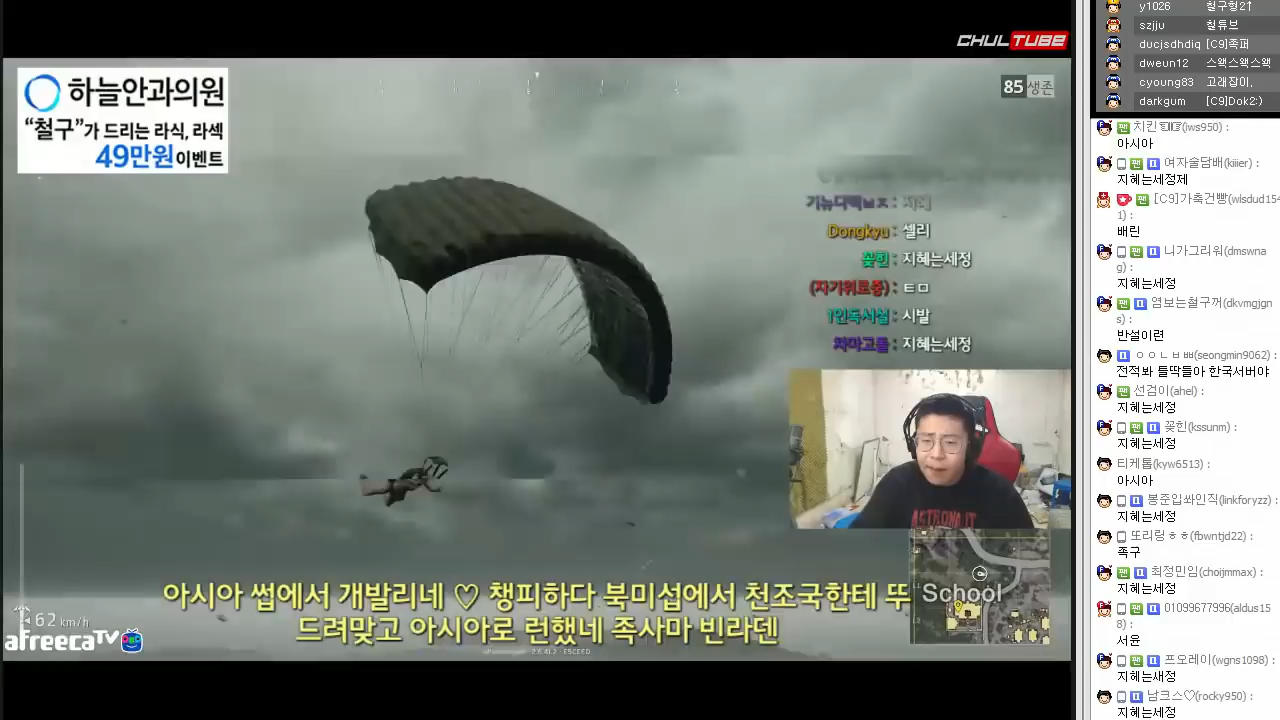 CHULTUBE
하늘안과의원
“철구”가 드리는 라식, 라섹
49만원이벤트
85 생존
Dongkyu : 셀리
꽃힌 : 지혜는세정
(자기위로중) : ㅌㅁ
1인독서실 : 시발
차마고돌 : 지혜는세정
School
아시아 썹에서 개발리네 ♡ 챙피하다 북미섭에서 천조국한테 뚜
드려맞고 아시아로 런했네 족사마 빈라덴
62 km/h
afreecaTV
y1026 철구형2↑
szjju 철튜브
ducjsdhdiq [C9]족패
dweun12 스왝스왝스왝
cyoung83 고래잡이,
darkgum [C9]Dok2:)
(iws950) :
아시아
여자술담배(kiiier) :
지혜는세정제
[C9]가축건빵(wlsdud154
1) :
배린
니가그리워(dmswna
g) :
지혜는세정
염보는철구꺼(dkvmgjgn
s) :
반설이련
ㅇㅇㄴㅂㅃ(seongmin9062) :
전적봐 틀딱들아 한국서버야
선검이(ahel) :
지혜는세정
꽂힌(kssunm) :
지혜는세정
티케톱(kyw6513) :
아시아
봉준입쏴인직(linkforyzz) :
지혜는세정
또리링ㅎㅎ(fbwntjd22) :
족구
최정민임(choijmmax) :
지혜는세정
01099677996(aldus15
8) :
서윤
프오레이(wgns1098) :
지혜는새정
남크스♡(rocky950) :
지혜는세정